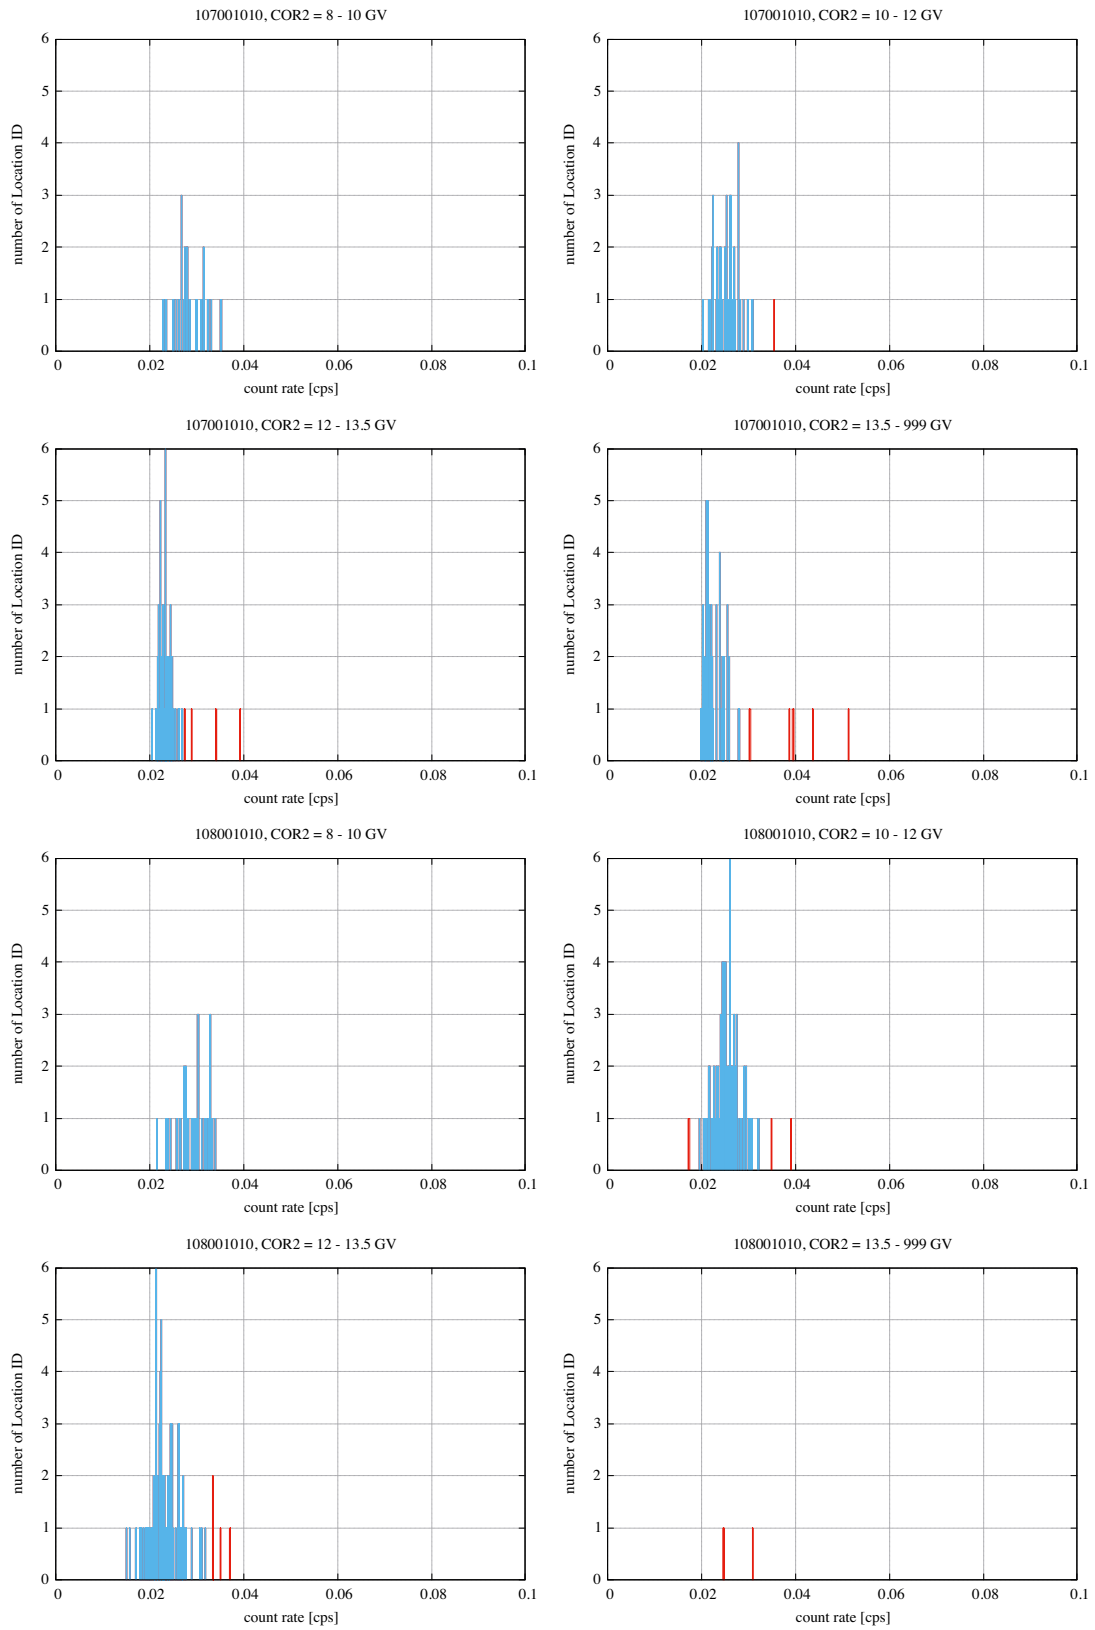 107001010, COR2 = 8 - 10 GV
number of Location ID
6
5
4
3
2
1
0
0 0.02 0.04 0.06 0.08 0.1
count rate [cps]
107001010, COR2 = 10 - 12 GV
number of Location ID
6
5
4
3
2
1
0
0 0.02 0.04 0.06 0.08 0.1
count rate [cps]
107001010, COR2 = 12 - 13.5 GV
number of Location ID
6
5
4
3
2
1
0
0 0.02 0.04 0.06 0.08 0.1
count rate [cps]
107001010, COR2 = 13.5 - 999 GV
number of Location ID
6
5
4
3
2
1
0
0 0.02 0.04 0.06 0.08 0.1
count rate [cps]
108001010, COR2 = 8 - 10 GV
number of Location ID
6
5
4
3
2
1
0
0 0.02 0.04 0.06 0.08 0.1
count rate [cps]
108001010, COR2 = 10 - 12 GV
number of Location ID
6
5
4
3
2
1
0
0 0.02 0.04 0.06 0.08 0.1
count rate [cps]
108001010, COR2 = 12 - 13.5 GV
number of Location ID
6
5
4
3
2
1
0
0 0.02 0.04 0.06 0.08 0.1
count rate [cps]
108001010, COR2 = 13.5 - 999 GV
number of Location ID
6
5
4
3
2
1
0
0 0.02 0.04 0.06 0.08 0.1
count rate [cps]